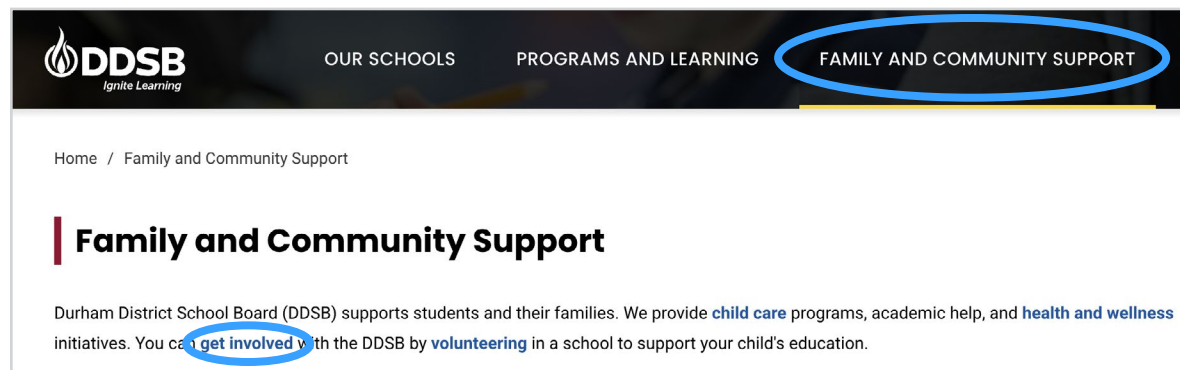 DDSB
Ignite Learning
OUR SCHOOLS PROGRAMS AND LEARNING FAMILY AND COMMUNITY SUPPORT
Home / Family and Community Support
Family and Community Support
Durham District School Board (DDSB) supports students and their families. We provide child care programs, academic help, and health and wellness
initiatives. You can get involved with the DDSB by volunteering in a school to support your child's education.